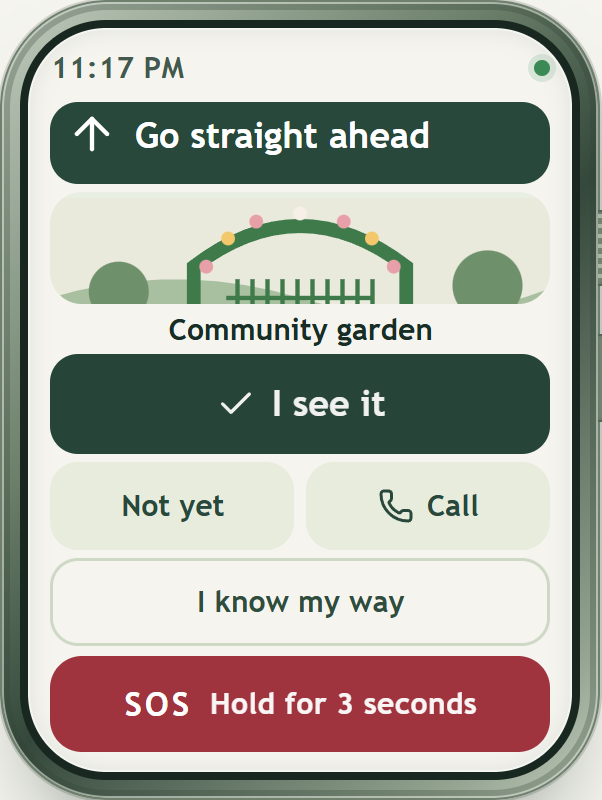 11:17 PM
Go straight ahead
Community garden
I see it
Not yet
Call
I know my way
SOS Hold for 3 seconds